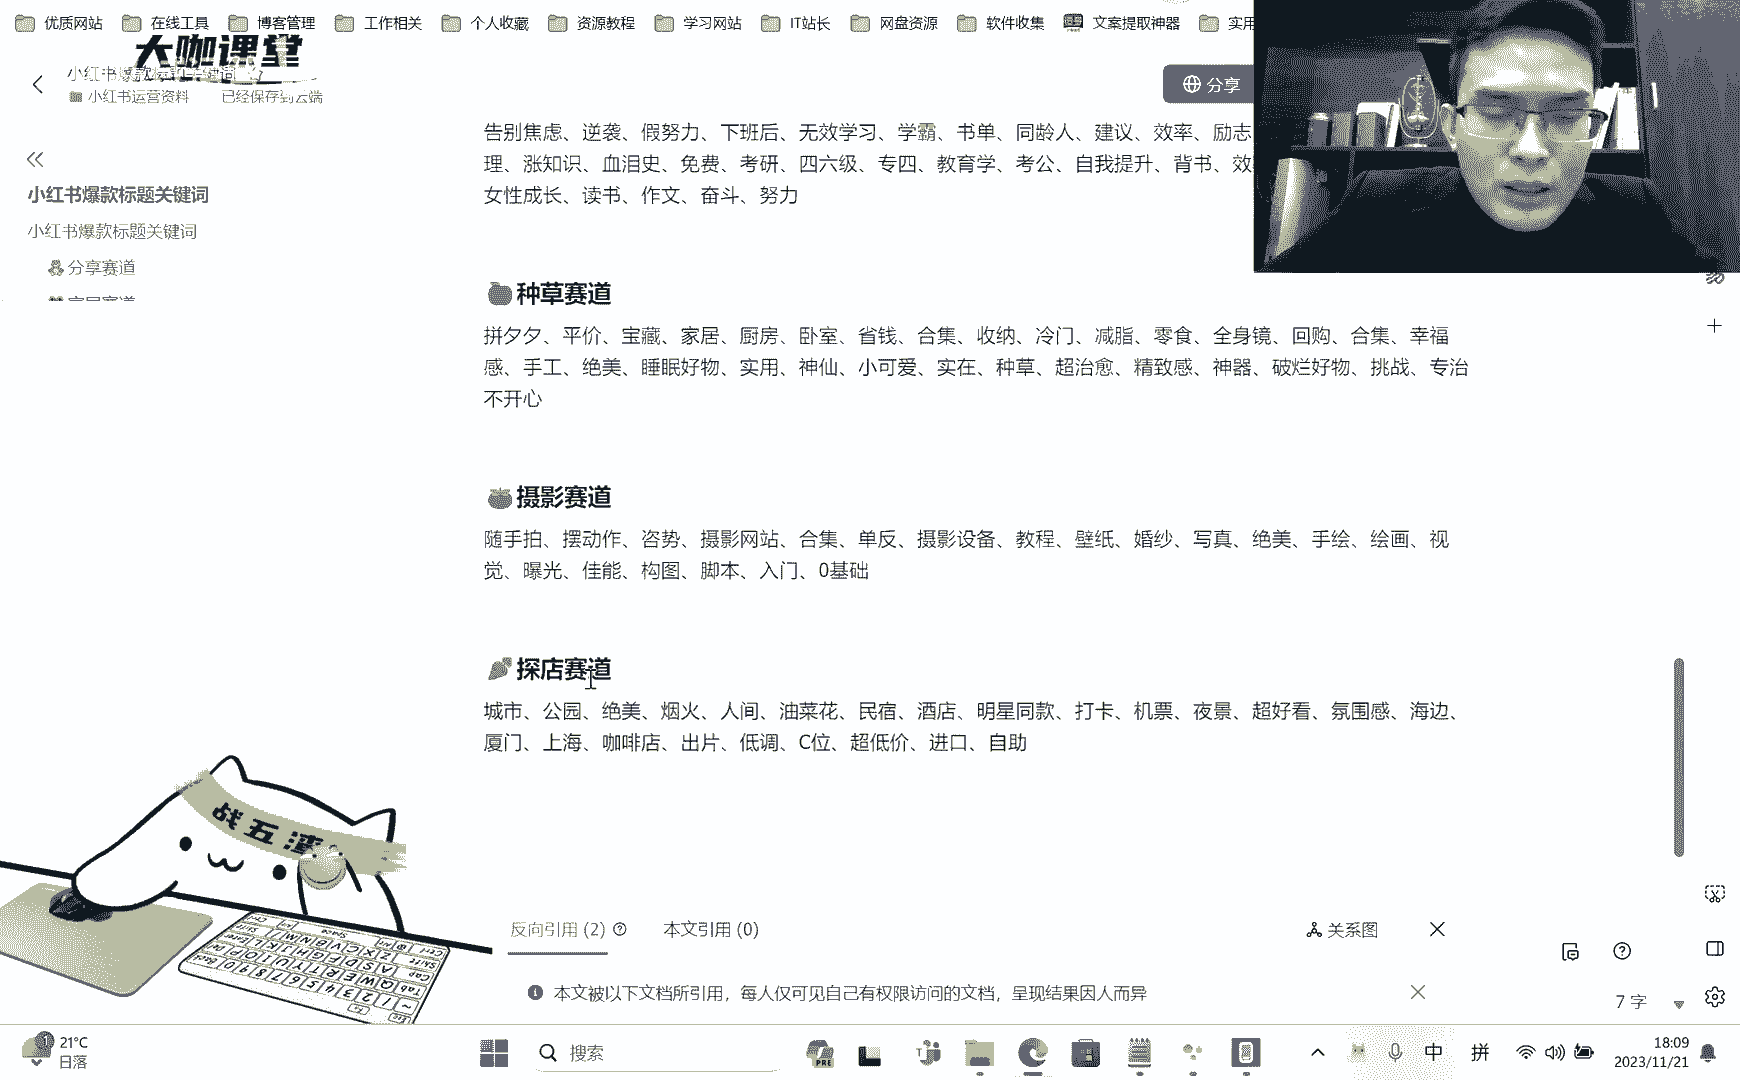 优质网站 在线工具 博客管理 工作相关 个人收藏 资源教程 学习网站 IT站长 网盘资源 软件收集 文案提取神器 实用
大咖课堂
小红书爆款标题关键词
小红书运营资料 已经保存到云端
分享
小红书爆款标题关键词
小红书爆款标题关键词
分享赛道
告别焦虑、逆袭、假努力、下班后、无效学习、学霸、书单、同龄人、建议、效率、励志
理、涨知识、血泪史、免费、考研、四六级、专四、教育学、考公、自我提升、背书、效
女性成长、读书、作文、奋斗、努力
种草赛道
拼夕夕、平价、宝藏、家居、厨房、卧室、省钱、合集、收纳、冷门、减脂、零食、全身镜、回购、合集、幸福
感、手工、绝美、睡眠好物、实用、神仙、小可爱、实在、种草、超治愈、精致感、神器、破烂好物、挑战、专治
不开心
摄影赛道
随手拍、摆动作、咨势、摄影网站、合集、单反、摄影设备、教程、壁纸、婚纱、写真、绝美、手绘、绘画、视
觉、曝光、佳能、构图、脚本、入门、0基础
探店赛道
城市、公园、绝美、烟火、人间、油菜花、民宿、酒店、明星同款、打卡、机票、夜景、超好看、氛围感、海边、
厦门、上海、咖啡店、出片、低调、C位、超低价、进口、自助
战五渣
反向引用 (2) 本文引用 (0) 关系图
本文被以下文档所引用，每人仅可见自己有权限访问的文档，呈现结果因人而异
7 字
21°C
日落
搜索
PRE
中 拼
18:09
2023/11/21